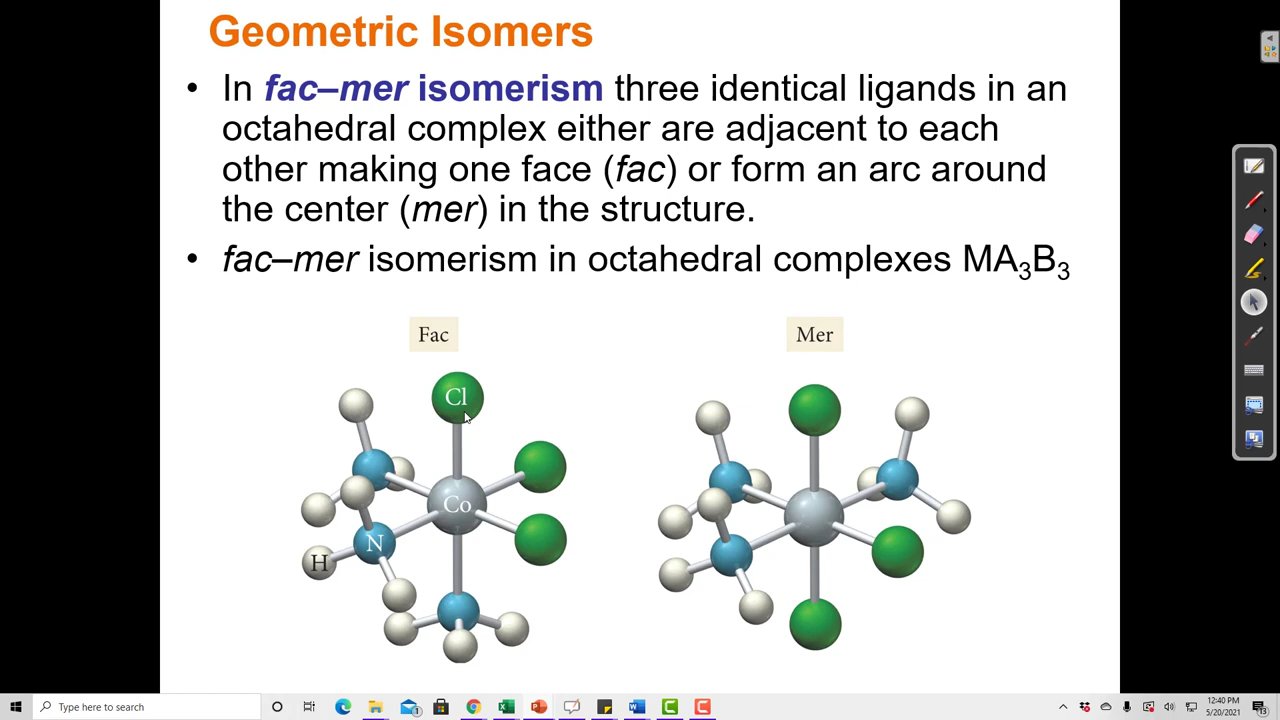 Geometric Isomers
• In fac–mer isomerism three identical ligands in an
octahedral complex either are adjacent to each
other making one face (fac) or form an arc around
the center (mer) in the structure.
• fac–mer isomerism in octahedral complexes MA₃B₃
Fac
Mer
Cl
Co
N
H
Type here to search
12:40 PM
5/20/2021